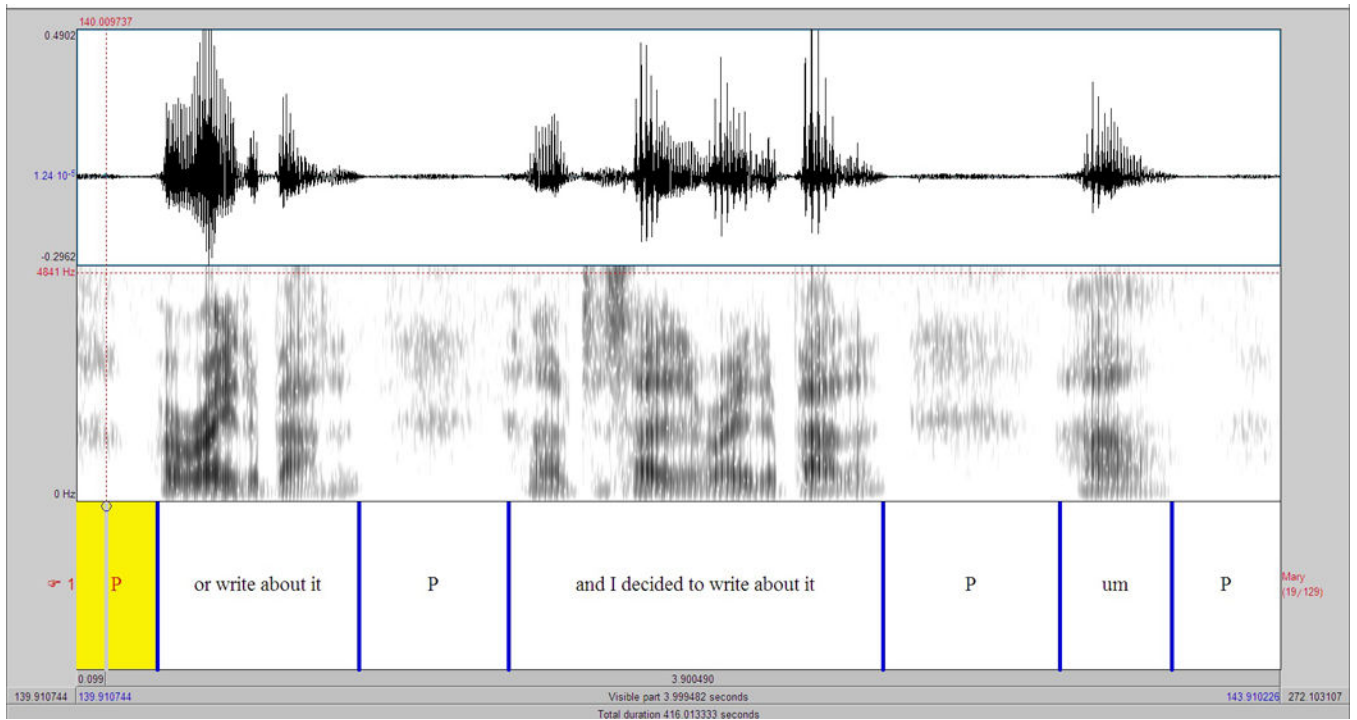 140.009737
0.4902
1.24 10-5
-0.2962
4841 Hz
0 Hz
☞ 1 P or write about it P and I decided to write about it P um P Mary
(19/129)
0.099 3.900490
139.910744 139.910744 Visible part 3.999482 seconds 143.910226 272.103107
Total duration 416.013333 seconds